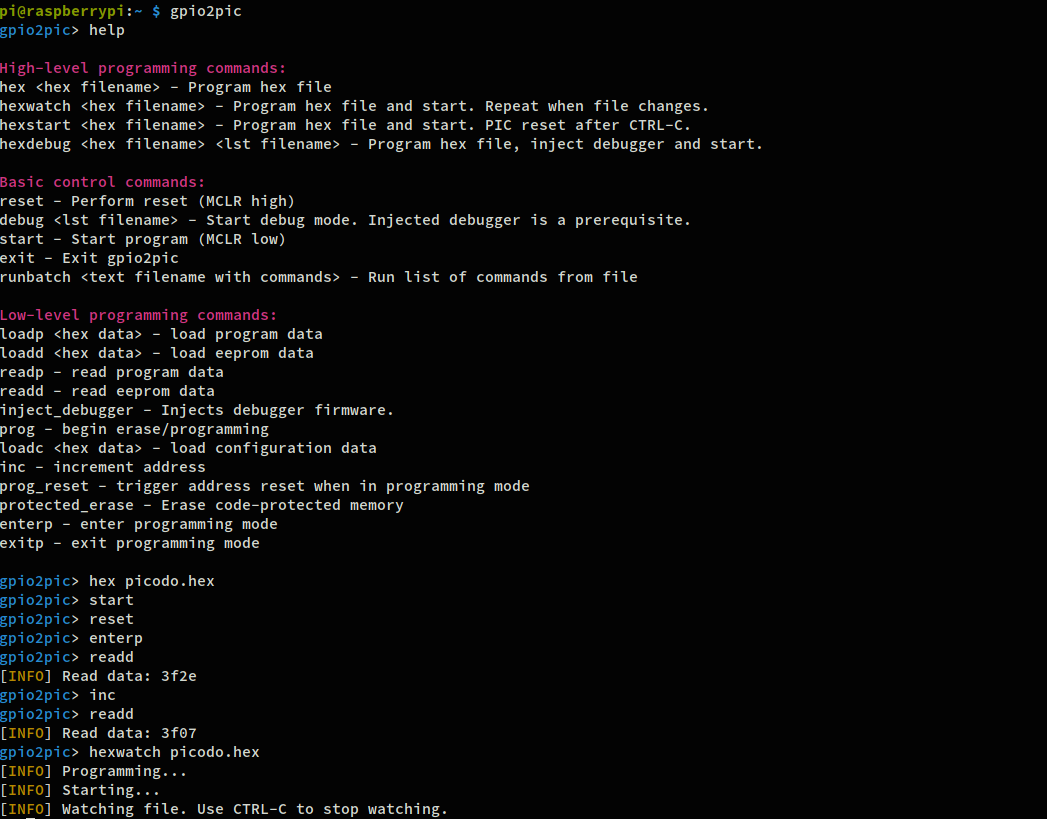 pi@raspberrypi:~ $ gpio2pic
gpio2pic> help
High-level programming commands:
hex <hex filename> - Program hex file
hexwatch <hex filename> - Program hex file and start. Repeat when file changes.
hexstart <hex filename> - Program hex file and start. PIC reset after CTRL-C.
hexdebug <hex filename> <lst filename> - Program hex file, inject debugger and start.
Basic control commands:
reset - Perform reset (MCLR high)
debug <lst filename> - Start debug mode. Injected debugger is a prerequisite.
start - Start program (MCLR low)
exit - Exit gpio2pic
runbatch <text filename with commands> - Run list of commands from file
Low-level programming commands:
loadp <hex data> - load program data
loadd <hex data> - load eeprom data
readp - read program data
readd - read eeprom data
inject_debugger - Injects debugger firmware.
prog - begin erase/programming
loadc <hex data> - load configuration data
inc - increment address
prog_reset - trigger address reset when in programming mode
protected_erase - Erase code-protected memory
enterp - enter programming mode
exitp - exit programming mode
gpio2pic> hex picodo.hex
gpio2pic> start
gpio2pic> reset
gpio2pic> enterp
gpio2pic> readd
[INFO] Read data: 3f2e
gpio2pic> inc
gpio2pic> readd
[INFO] Read data: 3f07
gpio2pic> hexwatch picodo.hex
[INFO] Programming...
[INFO] Starting...
[INFO] Watching file. Use CTRL-C to stop watching.